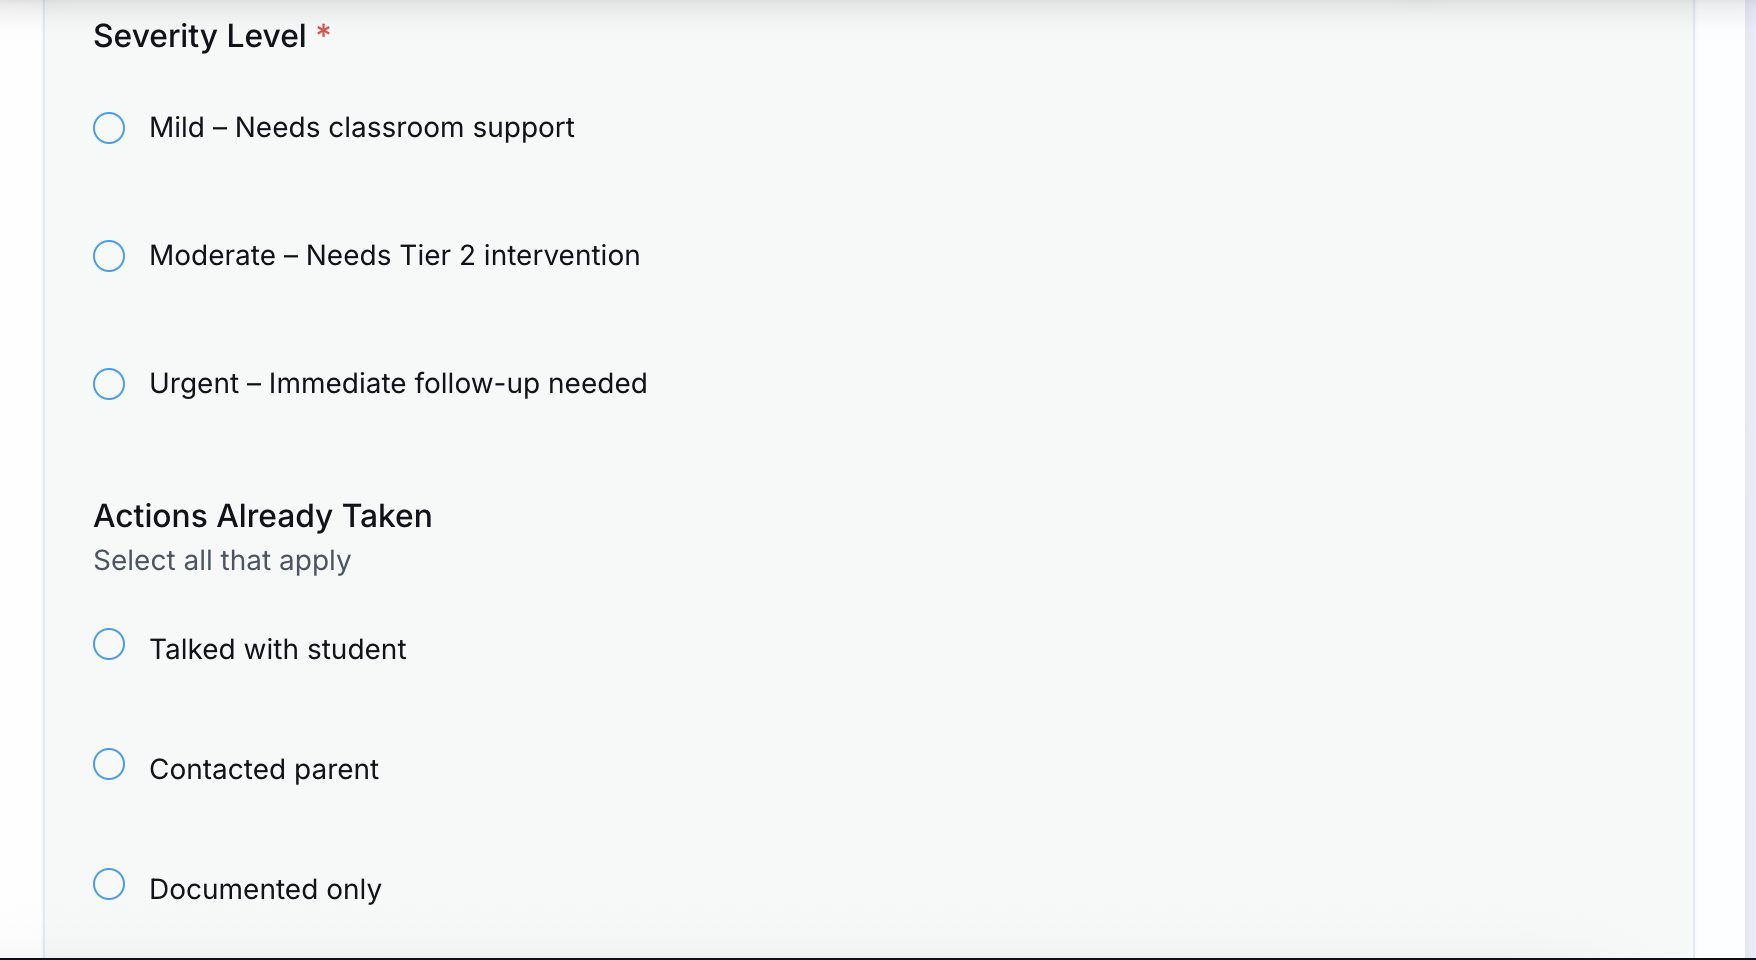 Severity Level *
Mild – Needs classroom support
Moderate – Needs Tier 2 intervention
Urgent – Immediate follow-up needed
Actions Already Taken
Select all that apply
Talked with student
Contacted parent
Documented only